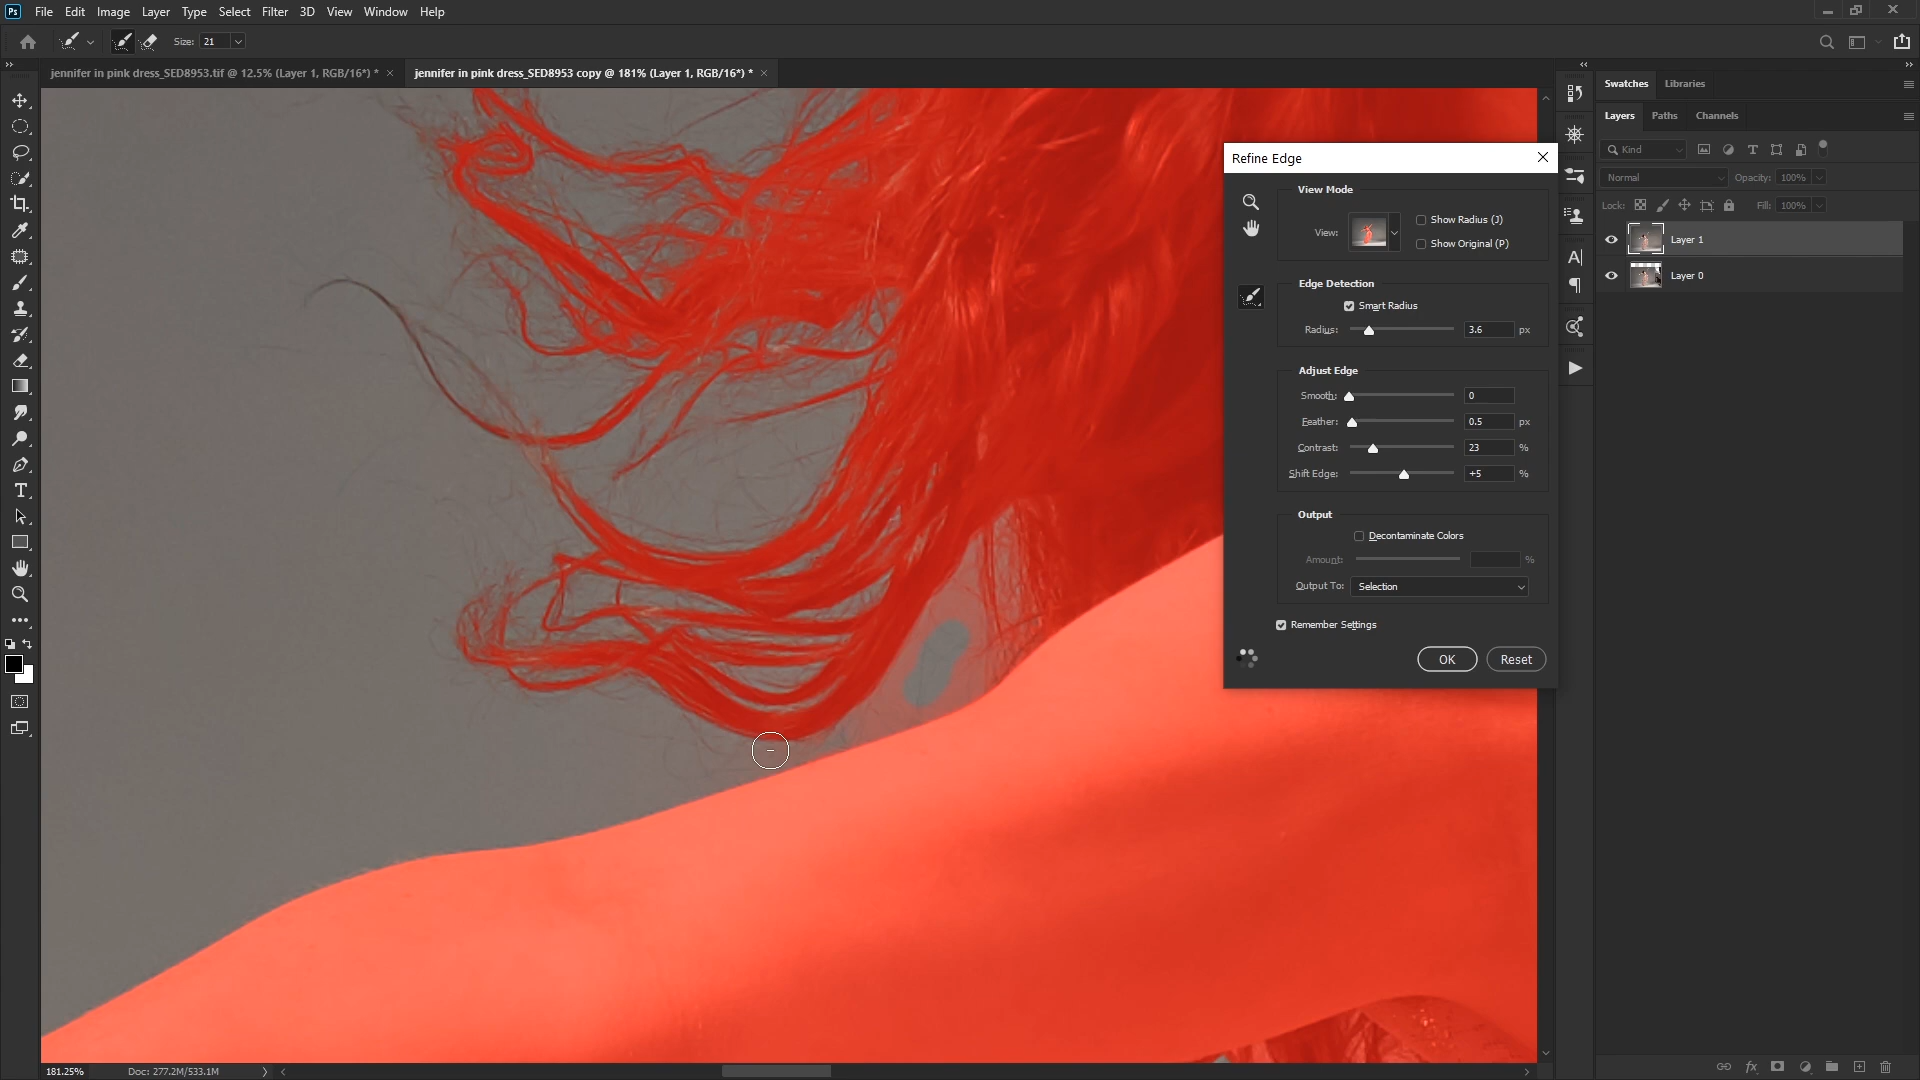 Ps File Edit Image Layer Type Select Filter 3D View Window Help
Size: 21
jennifer in pink dress_SED8953.tif @ 12.5% (Layer 1, RGB/16*) * × jennifer in pink dress_SED8953 copy @ 181% (Layer 1, RGB/16*) * ×
Swatches Libraries
Layers Paths Channels
Kind
Normal Opacity: 100%
Lock: Fill: 100%
Layer 1
Layer 0
Refine Edge
View Mode
View:
Show Radius (J)
Show Original (P)
Edge Detection
Smart Radius
Radius: 3.6 px
Adjust Edge
Smooth: 0
Feather: 0.5 px
Contrast: 23 %
Shift Edge: +5 %
Output
Decontaminate Colors
Amount: %
Output To: Selection
Remember Settings
OK Reset
181.25% Doc: 277.2M/533.1M